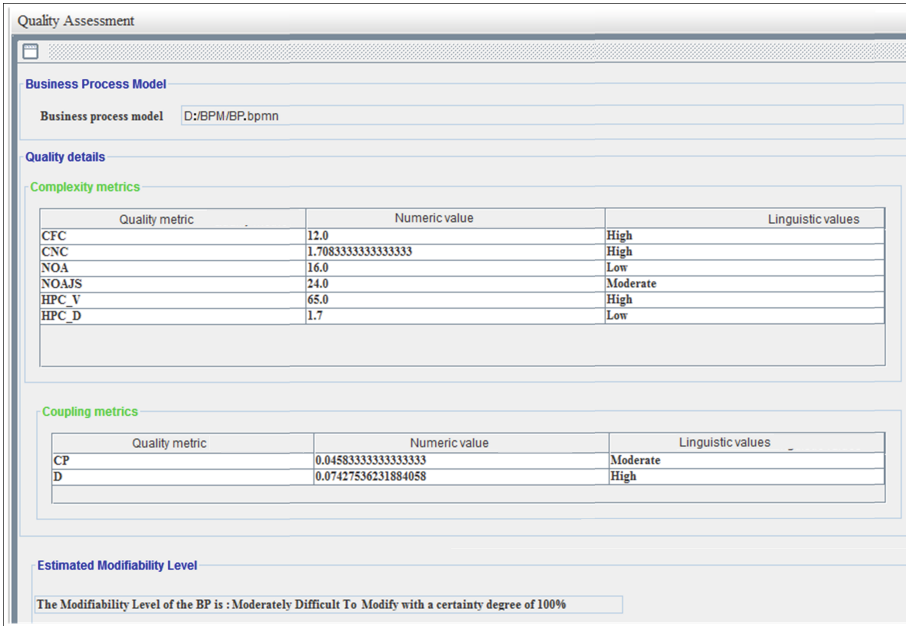 Quality Assessment
Business Process Model
Business process model D:/BPM/BP.bpmn
Quality details
Complexity metrics
Quality metric Numeric value Linguistic values
CFC 12.0 High
CNC 1.7083333333333333 High
NOA 16.0 Low
NOAJS 24.0 Moderate
HPC_V 65.0 High
HPC_D 1.7 Low
Coupling metrics
Quality metric Numeric value Linguistic values
CP 0.04583333333333333 Moderate
D 0.07427536231884058 High
Estimated Modifiability Level
The Modifiability Level of the BP is : Moderately Difficult To Modify with a certainty degree of 100%